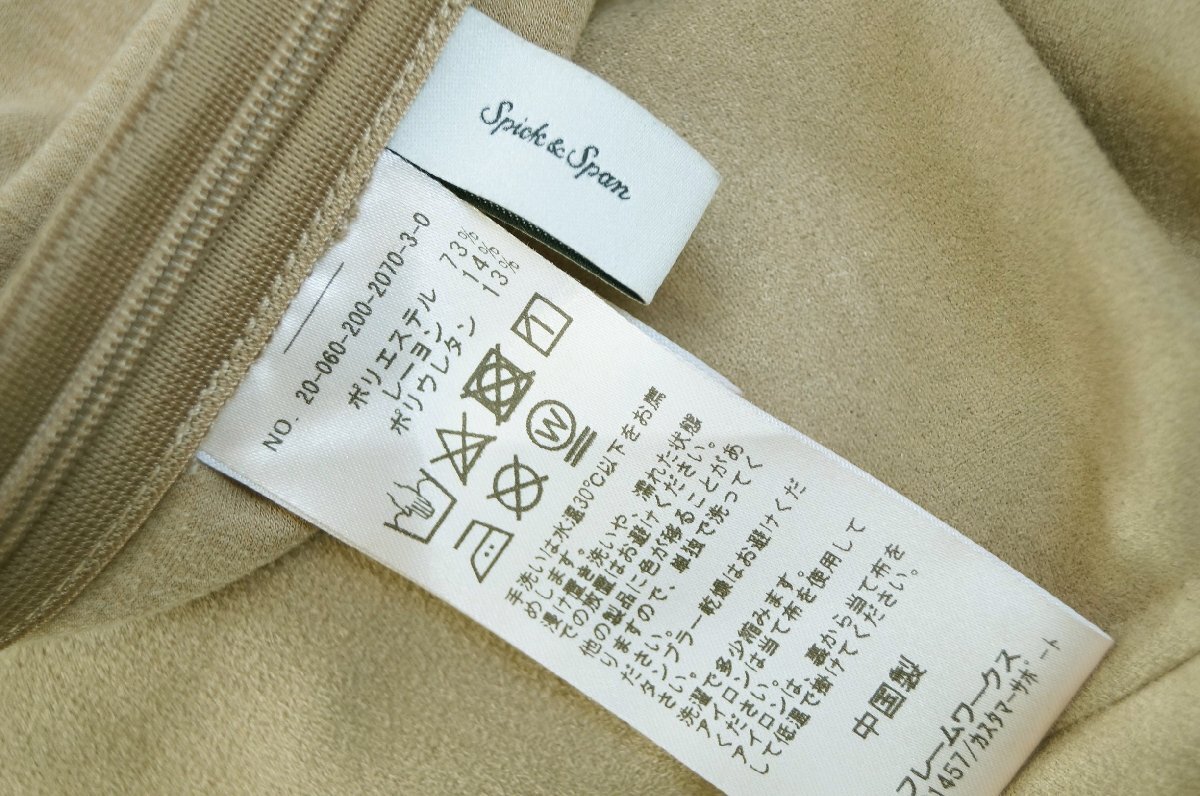 Spick & Span
NO. 20-060-200-2070-3-0
ポリエステル 73%
レーヨン 14%
ポリウレタン 13%
W
手洗いは水温30℃以下をお薦
めします。
浸け置き洗いや、濡れた状態
での放置はお避けください。
他の製品に色が移ることがあ
りますので、単独で洗ってく
ださい。
タンブラー乾燥はお避けくだ
さい。
洗濯で多少縮みます。
アイロンは当て布を使用して
ください。
アイロンは、裏から当て布を
して低温で掛けてください。
中国製
フレームワークス
1457/カスタマーサポート